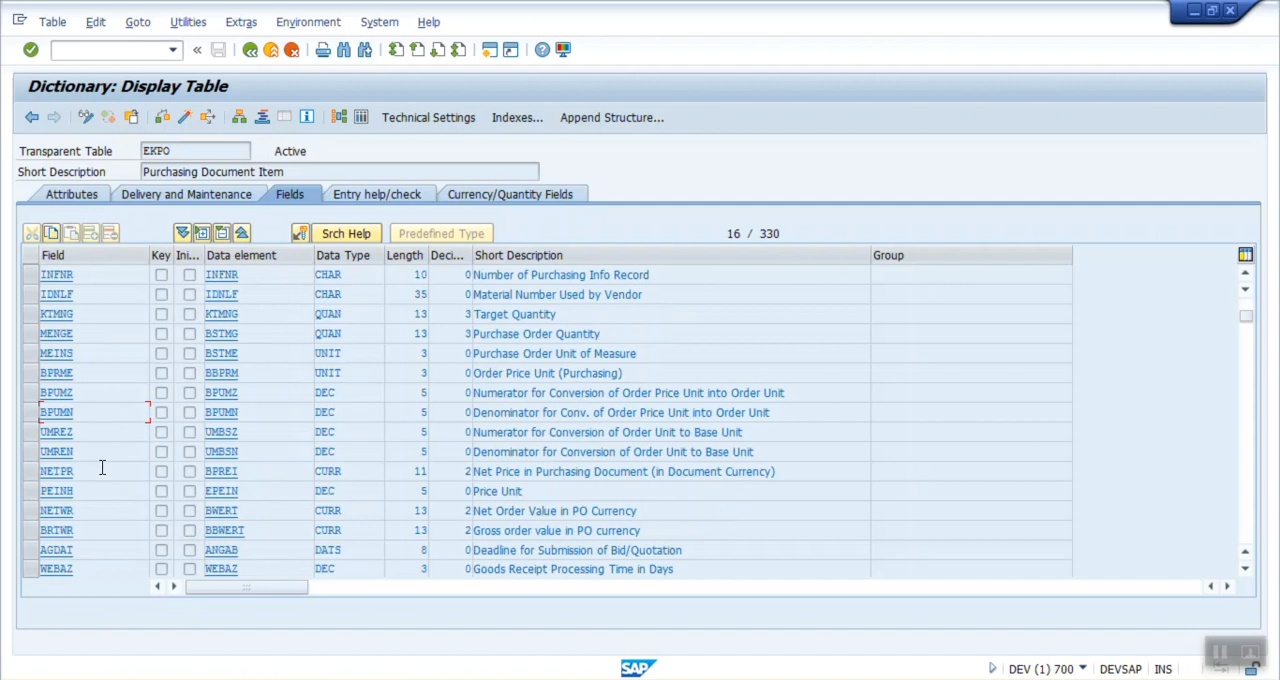 Table Edit Goto Utilities Extras Environment System Help
Dictionary: Display Table
Technical Settings Indexes... Append Structure...
Transparent Table EKPO Active
Short Description Purchasing Document Item
Attributes Delivery and Maintenance Fields Entry help/check Currency/Quantity Fields
Srch Help Predefined Type 16 / 330
Field Key Ini... Data element Data Type Length Deci... Short Description Group
INFNR INFNR CHAR 10 0 Number of Purchasing Info Record
IDNLF IDNLF CHAR 35 0 Material Number Used by Vendor
KTMNG KTMNG QUAN 13 3 Target Quantity
MENGE BSTMG QUAN 13 3 Purchase Order Quantity
MEINS BSTME UNIT 3 0 Purchase Order Unit of Measure
BPRME BBPRM UNIT 3 0 Order Price Unit (Purchasing)
BPUMZ BPUMZ DEC 5 0 Numerator for Conversion of Order Price Unit into Order Unit
BPUMN BPUMN DEC 5 0 Denominator for Conv. of Order Price Unit into Order Unit
UMREZ UMBSZ DEC 5 0 Numerator for Conversion of Order Unit to Base Unit
UMREN UMBSN DEC 5 0 Denominator for Conversion of Order Unit to Base Unit
NETPR BPREI CURR 11 2 Net Price in Purchasing Document (in Document Currency)
PEINH EPEIN DEC 5 0 Price Unit
NETWR BWERT CURR 13 2 Net Order Value in PO Currency
BRTWR BBWERT CURR 13 2 Gross order value in PO currency
AGDAT ANGAB DATS 8 0 Deadline for Submission of Bid/Quotation
WEBAZ WEBAZ DEC 3 0 Goods Receipt Processing Time in Days
SAP DEV (1) 700 DEVSAP INS